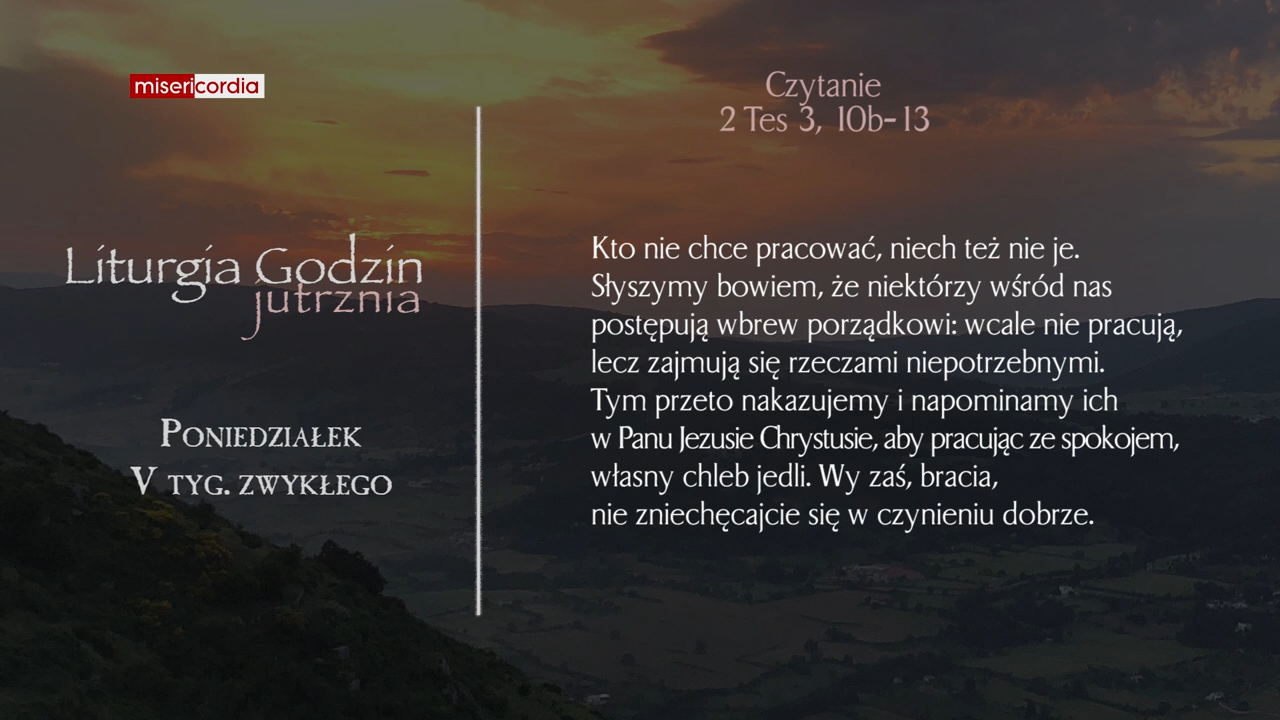 misericordia
Liturgia Godzin
jutrznia
Poniedziałek
V tyg. zwykłego
Czytanie
2 Tes 3, 10b-13
Kto nie chce pracować, niech też nie je.
Słyszymy bowiem, że niektórzy wśród nas
postępują wbrew porządkowi: wcale nie pracują,
lecz zajmują się rzeczami niepotrzebnymi.
Tym przeto nakazujemy i napominamy ich
w Panu Jezusie Chrystusie, aby pracując ze spokojem,
własny chleb jedli. Wy zaś, bracia,
nie zniechęcajcie się w czynieniu dobrze.